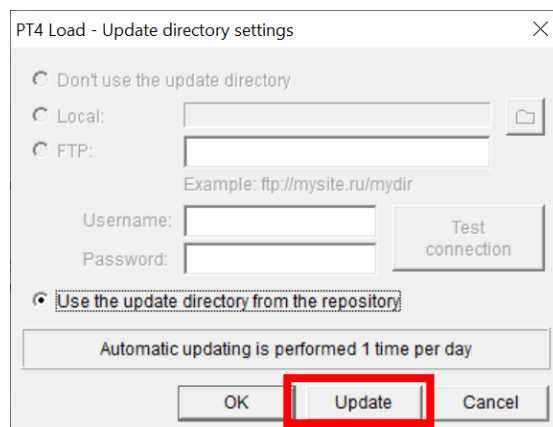 PT4 Load - Update directory settings
Don't use the update directory
Local:
FTP:
Example: ftp://mysite.ru/mydir
Username:
Password:
Test
connection
Use the update directory from the repository
Automatic updating is performed 1 time per day
OK Update Cancel